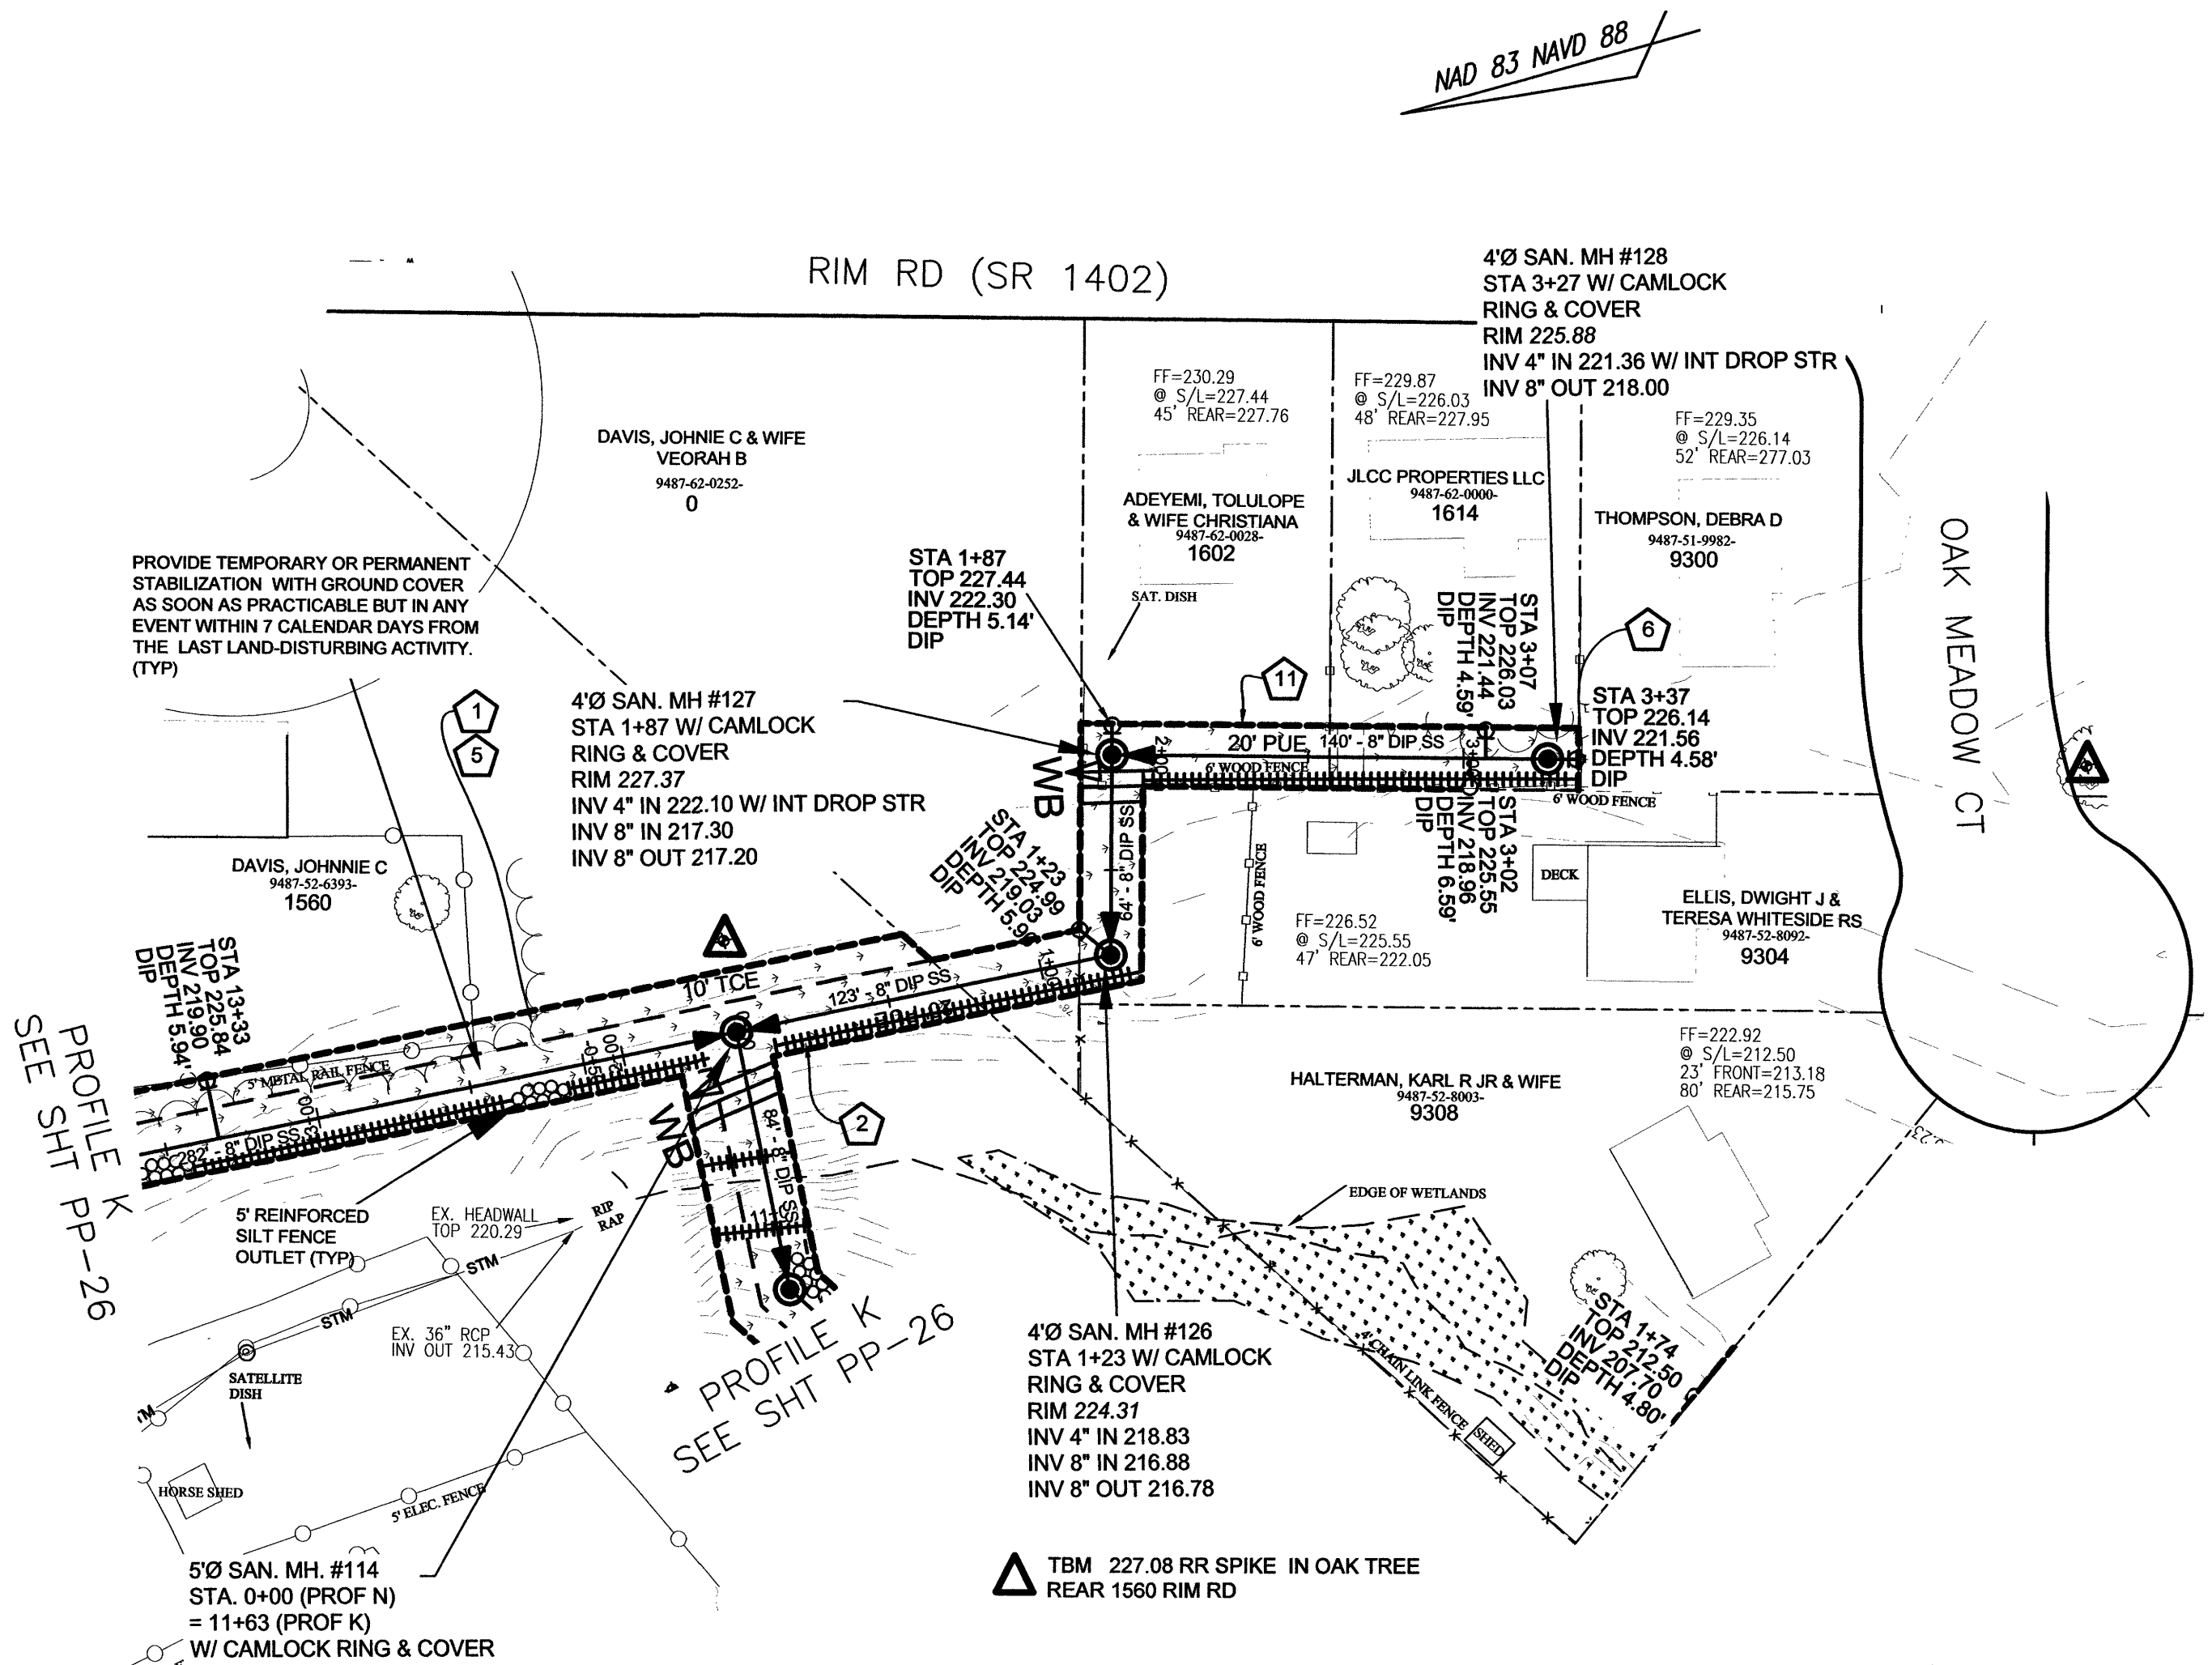 NAD 83 NAVD 88
RIM RD (SR 1402)
4'Ø SAN. MH #128
STA 3+27 W/ CAMLOCK
RING & COVER
RIM 225.88
INV 4" IN 221.36 W/ INT DROP STR
INV 8" OUT 218.00
FF=230.29
@ S/L=227.44
45' REAR=227.76
FF=229.87
@ S/L=226.03
48' REAR=227.95
FF=229.35
@ S/L=226.14
52' REAR=277.03
DAVIS, JOHNIE C & WIFE
VEORAH B
9487-62-0252-
0
ADEYEMI, TOLULOPE
& WIFE CHRISTIANA
9487-62-0028-
1602
JLCC PROPERTIES LLC
9487-62-0000-
1614
THOMPSON, DEBRA D
9487-51-9982-
9300
OAK MEADOW CT
PROVIDE TEMPORARY OR PERMANENT
STABILIZATION WITH GROUND COVER
AS SOON AS PRACTICABLE BUT IN ANY
EVENT WITHIN 7 CALENDAR DAYS FROM
THE LAST LAND-DISTURBING ACTIVITY.
(TYP)
STA 1+87
TOP 227.44
INV 222.30
DEPTH 5.14'
DIP
SAT. DISH
STA 3+07
TOP 226.03
INV 221.44
DEPTH 4.59'
DIP
6
11
1
5
4'Ø SAN. MH #127
STA 1+87 W/ CAMLOCK
RING & COVER
RIM 227.37
INV 4" IN 222.10 W/ INT DROP STR
INV 8" IN 217.30
INV 8" OUT 217.20
STA 3+37
TOP 226.14
INV 221.56
DEPTH 4.58'
DIP
20' PUE
140' - 8" DIP SS
2+00
3+00
6' WOOD FENCE
6' WOOD FENCE
WB
STA 3+02
TOP 225.55
INV 218.96
DEPTH 6.59'
DIP
64' - 8" DIP SS
6' WOOD FENCE
DECK
STA 1+23
TOP 224.99
INV 219.03
DEPTH 5.96
DIP
DAVIS, JOHNNIE C
9487-52-6393-
1560
ELLIS, DWIGHT J &
TERESA WHITESIDE RS
9487-52-8092-
9304
FF=226.52
@ S/L=225.55
47' REAR=222.05
STA 13+33
TOP 225.84
INV 219.90
DEPTH 5.94'
DIP
10' TCE
123' - 8" DIP SS
1+00
PROFILE K
SEE SHT PP-26
5' METAL RAIL FENCE
282' - 8" DIP SS
FF=222.92
@ S/L=212.50
23' FRONT=213.18
80' REAR=215.75
HALTERMAN, KARL R JR & WIFE
9487-52-8003-
9308
2
WB
84' - 8" DIP SS
EDGE OF WETLANDS
5' REINFORCED
SILT FENCE
OUTLET (TYP)
EX. HEADWALL
TOP 220.29
RIP
RAP
STM
STM
EX. 36" RCP
INV OUT 215.43
SATELLITE
DISH
PROFILE K
SEE SHT PP-26
4'Ø SAN. MH #126
STA 1+23 W/ CAMLOCK
RING & COVER
RIM 224.31
INV 4" IN 218.83
INV 8" IN 216.88
INV 8" OUT 216.78
STA 1+74
TOP 212.50
INV 207.70
DEPTH 4.80'
DIP
4' CHAIN LINK FENCE
SHED
HORSE SHED
5' ELEC. FENCE
5'Ø SAN. MH. #114
STA. 0+00 (PROF N)
= 11+63 (PROF K)
W/ CAMLOCK RING & COVER
TBM 227.08 RR SPIKE IN OAK TREE
REAR 1560 RIM RD